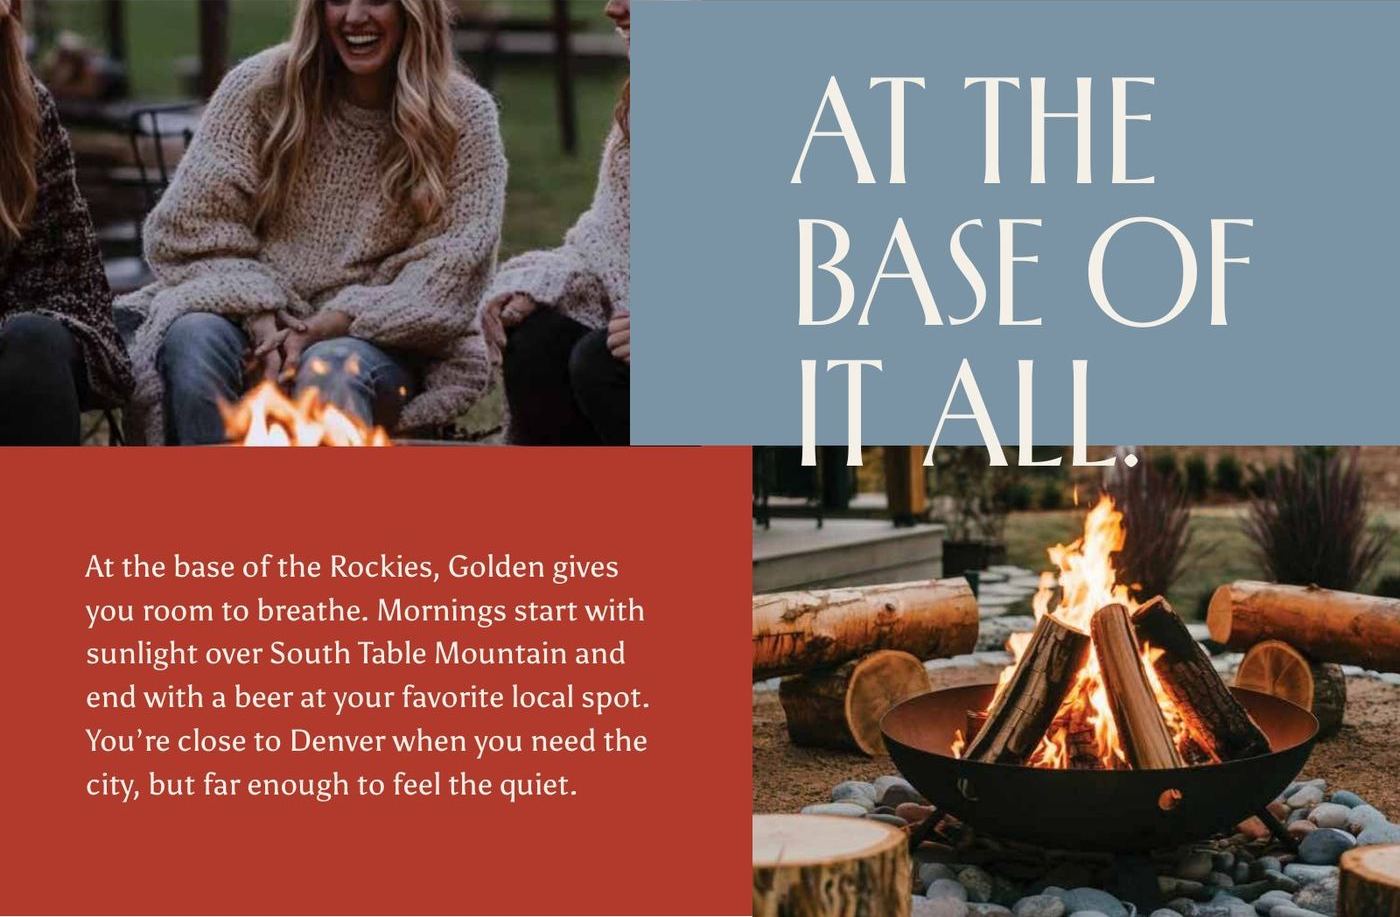 AT THE
BASE OF
IT ALL.
At the base of the Rockies, Golden gives
you room to breathe. Mornings start with
sunlight over South Table Mountain and
end with a beer at your favorite local spot.
You’re close to Denver when you need the
city, but far enough to feel the quiet.